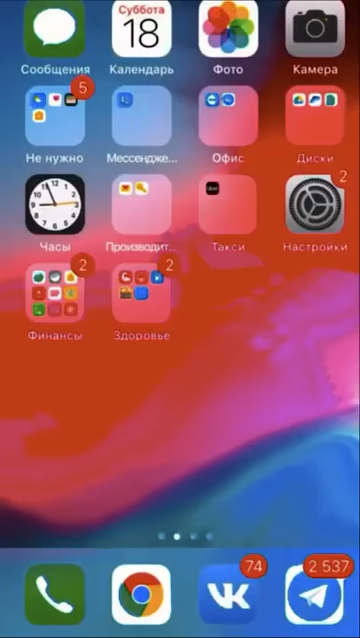 Суббота
18
Сообщения
Календарь
Фото
Камера
5
Не нужно
Мессендже...
Офис
Диски
12
2
Часы
Производит...
Такси
Настройки
2
2
Финансы
Здоровье
74
2 537